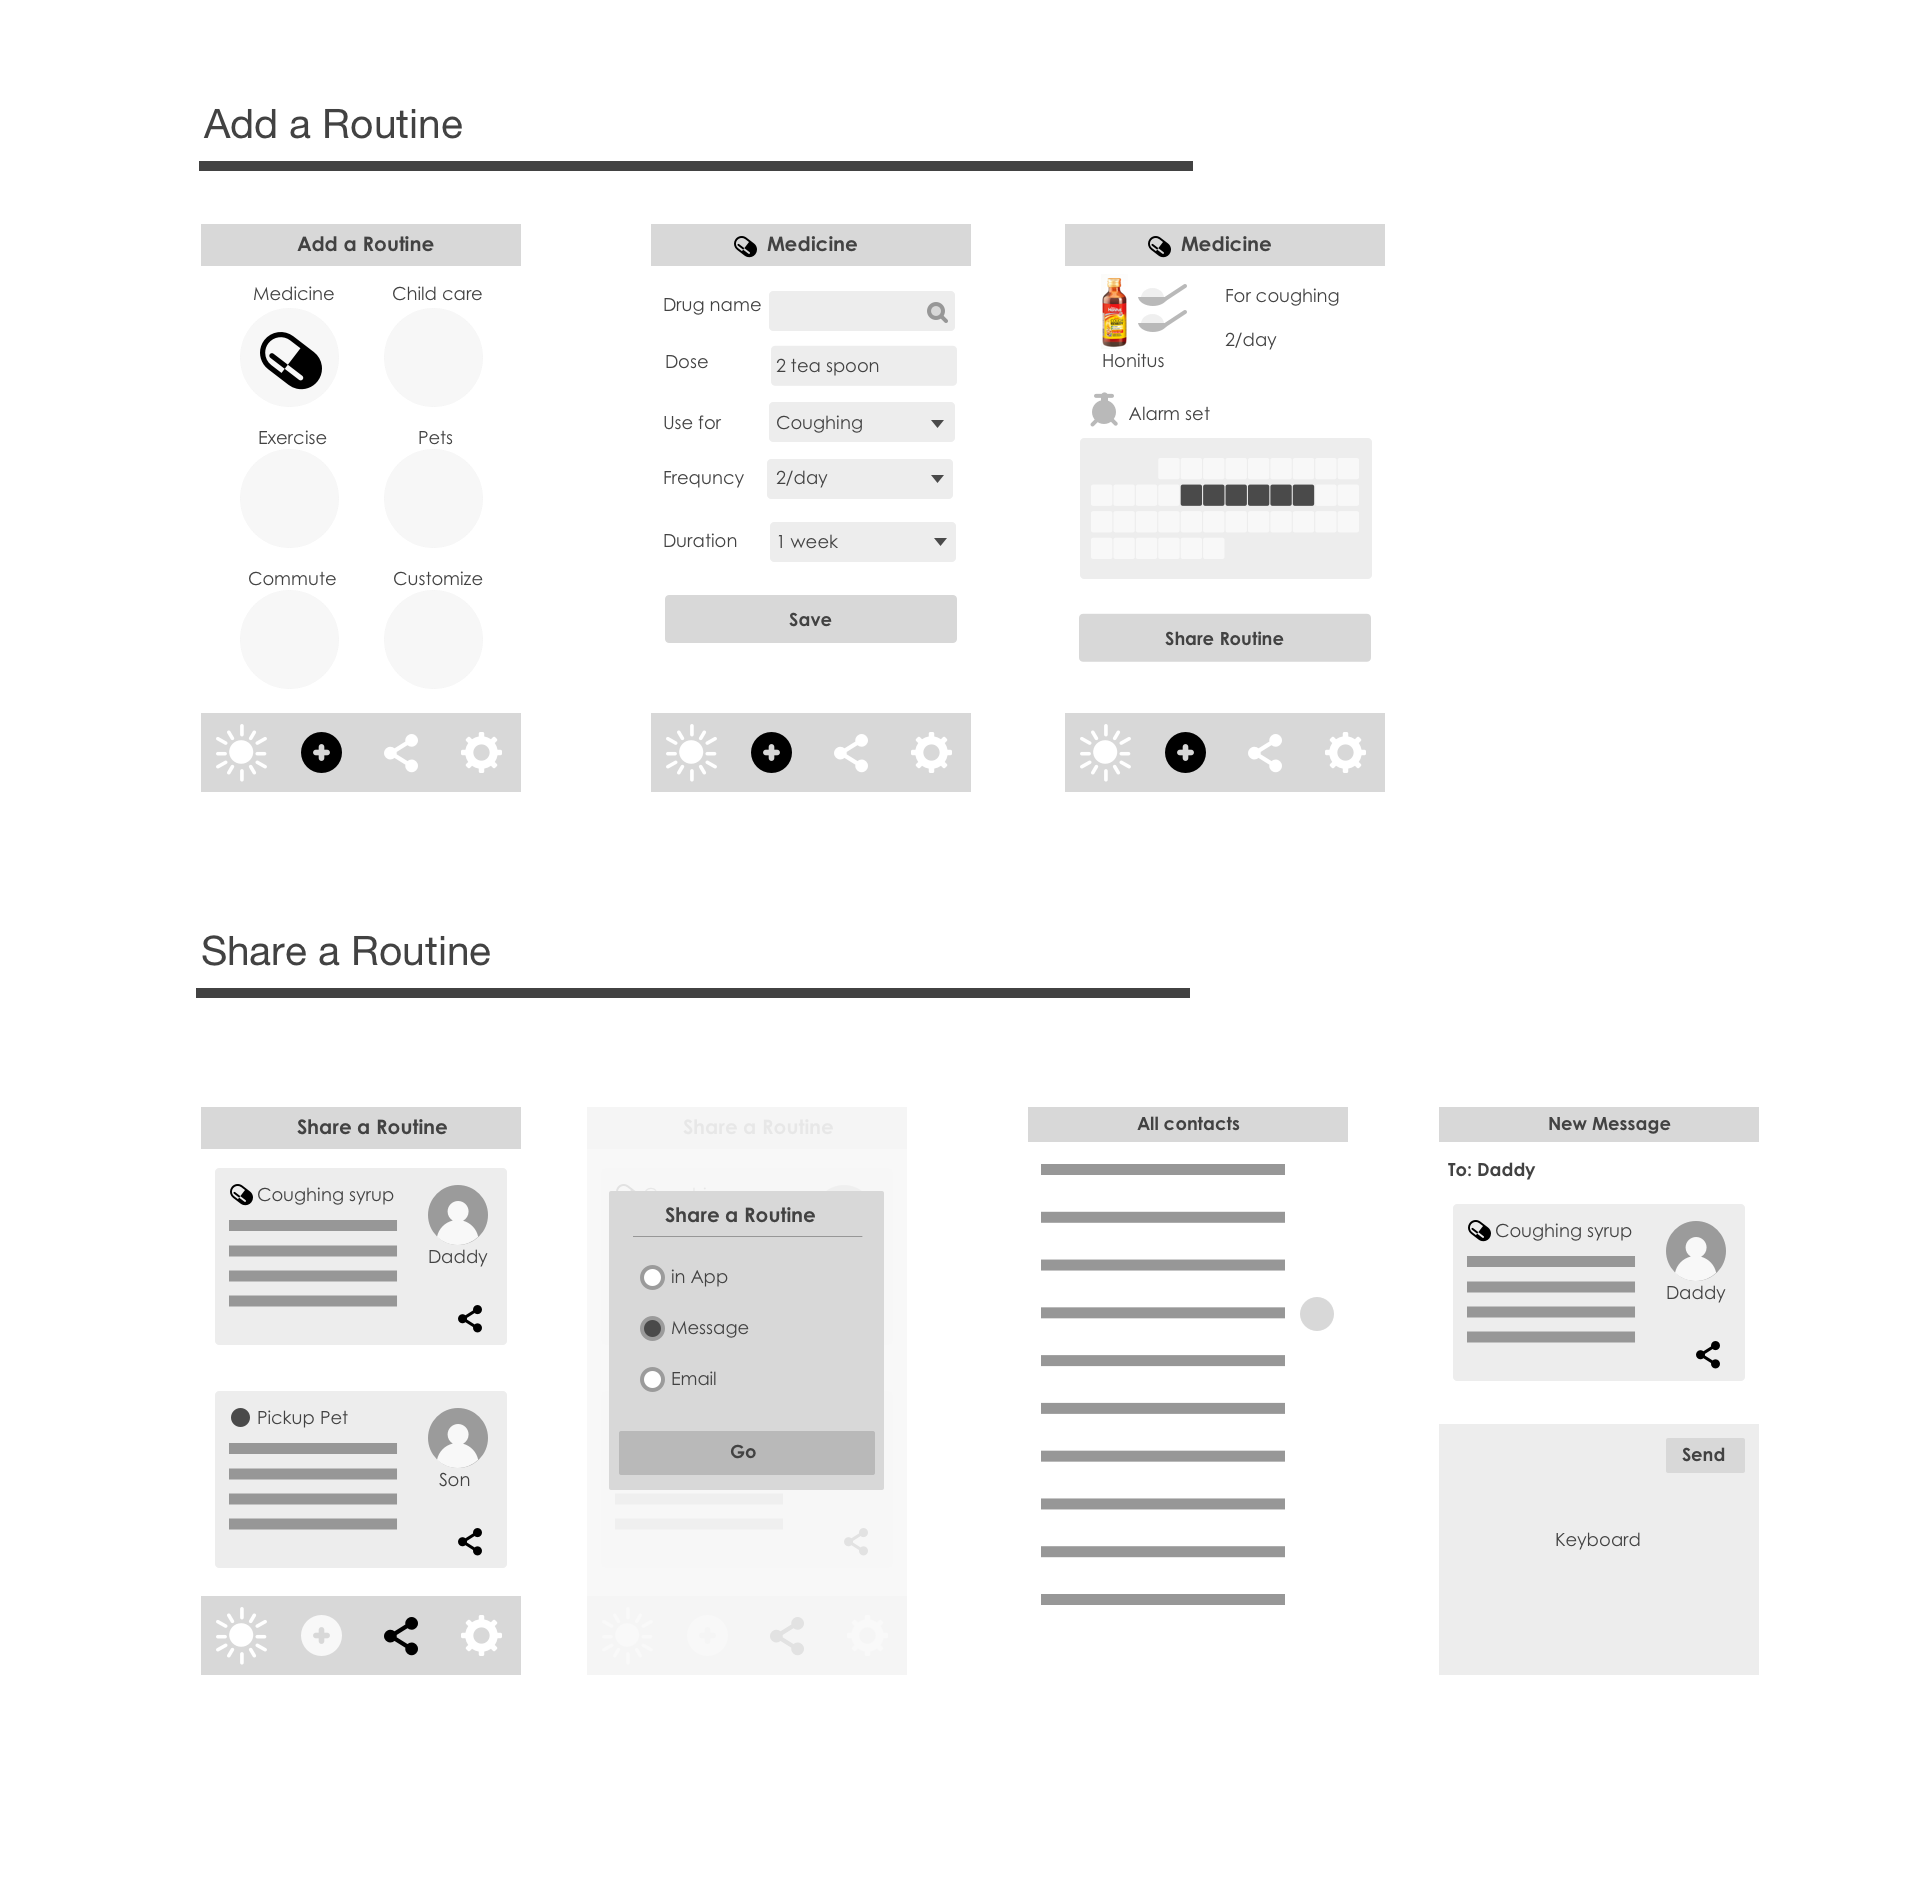 Add a Routine
Add a Routine
Medicine
Child care
Exercise
Pets
Commute
Customize
Medicine
Drug name
Dose
2 tea spoon
Use for
Coughing
Frequncy
2/day
Duration
1 week
Save
Medicine
For coughing
2/day
Honitus
Alarm set
Share Routine
Share a Routine
Share a Routine
Coughing syrup
Daddy
Pickup Pet
Son
Share a Routine
Share a Routine
in App
Message
Email
Go
All contacts
New Message
To: Daddy
Coughing syrup
Daddy
Send
Keyboard